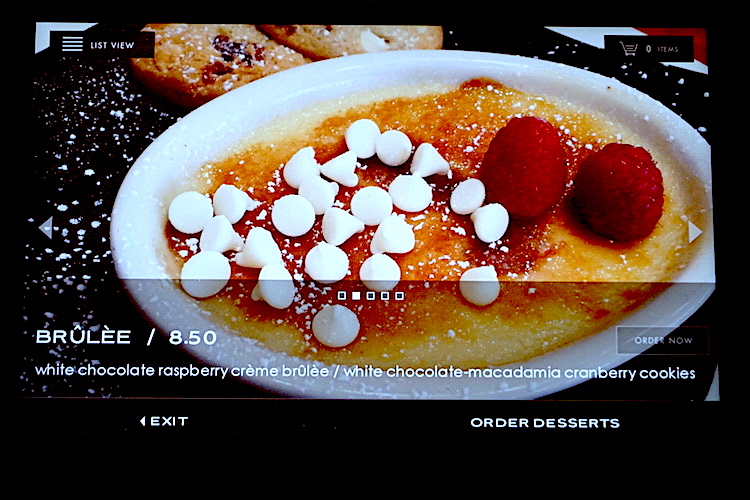 LIST VIEW
0 ITEMS
BRÛLÈE / 8.50
ORDER NOW
white chocolate raspberry crème brûlèe / white chocolate-macadamia cranberry cookies
EXIT
ORDER DESSERTS